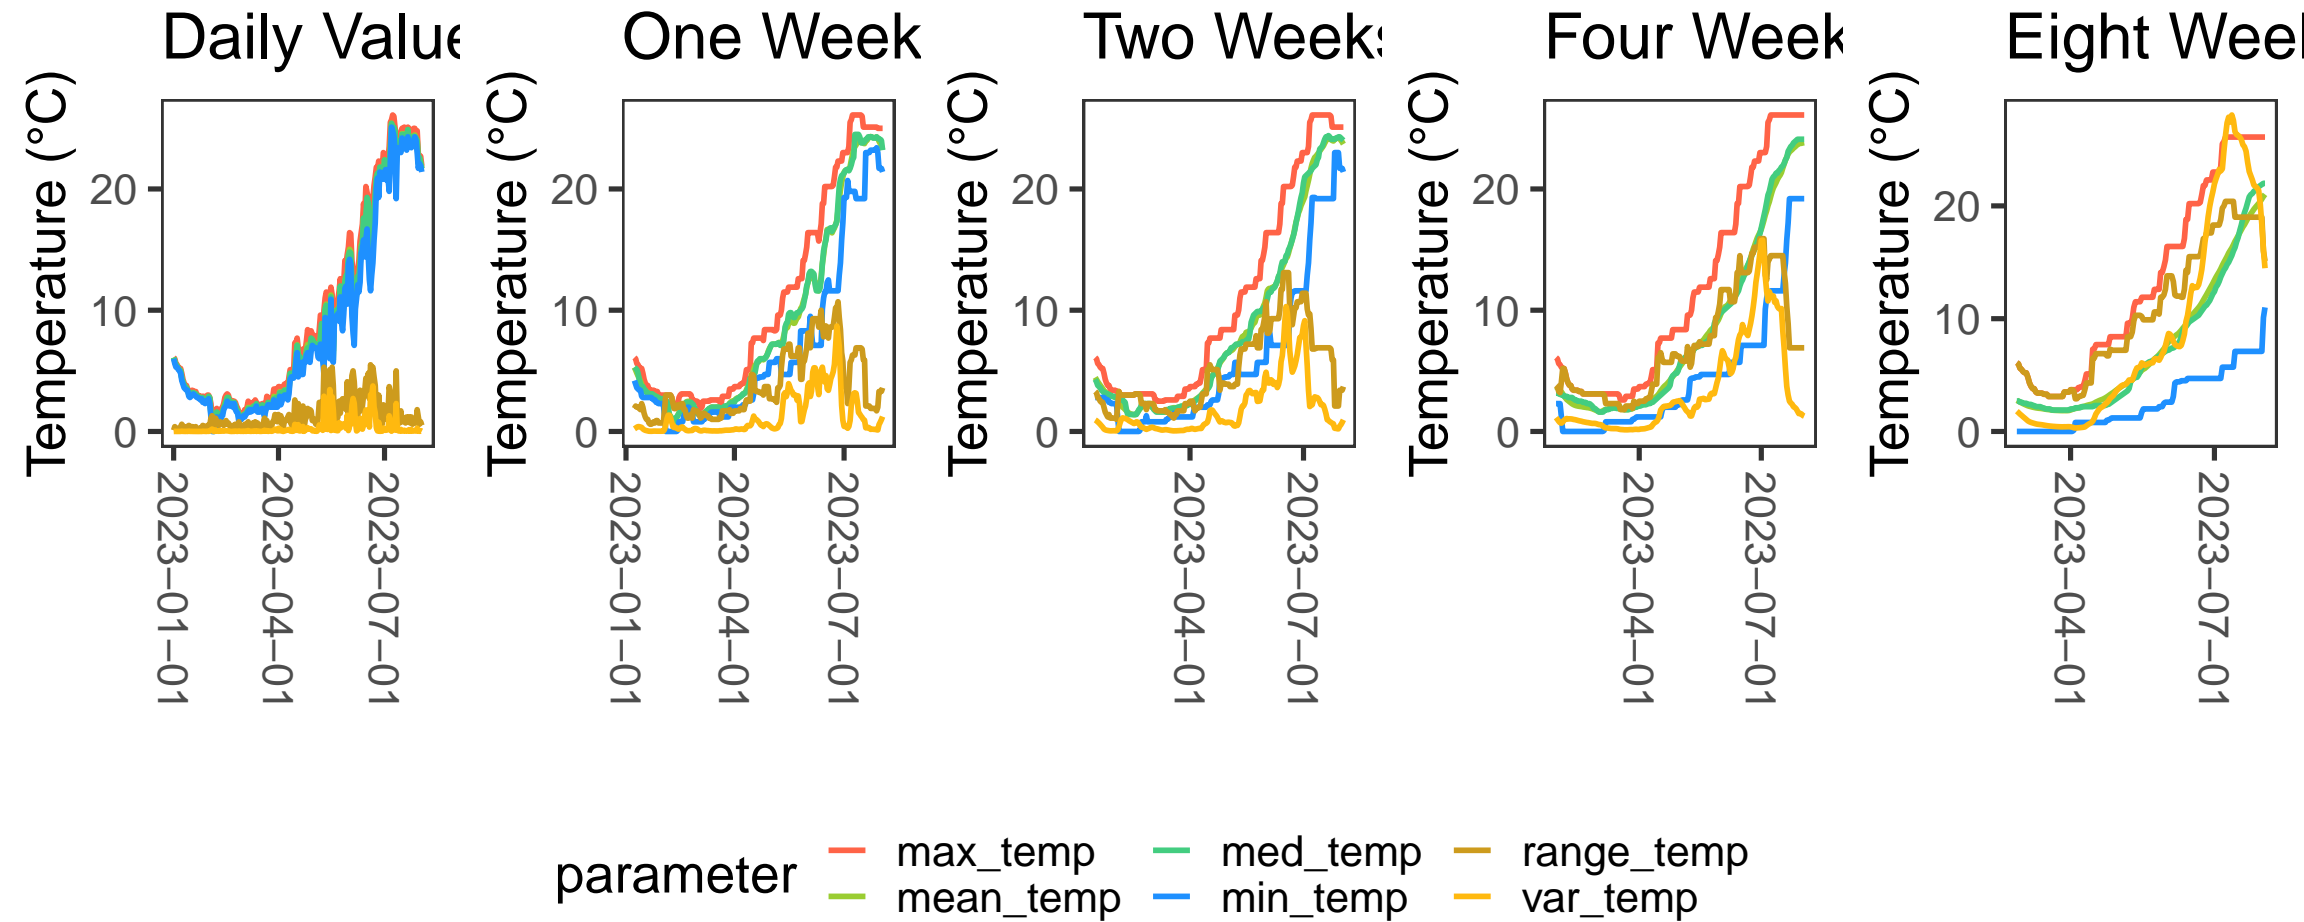 Daily Value
One Week
Two Weeks
Four Week
Eight Wee
Temperature (°C)
20
10
0
2023–01–01
2023–04–01
2023–07–01
Temperature (°C)
20
10
0
2023–01–01
2023–04–01
2023–07–01
Temperature (°C)
20
10
0
2023–04–01
2023–07–01
Temperature (°C)
20
10
0
2023–04–01
2023–07–01
Temperature (°C)
20
10
0
2023–04–01
2023–07–01
parameter
max_temp
mean_temp
med_temp
min_temp
range_temp
var_temp